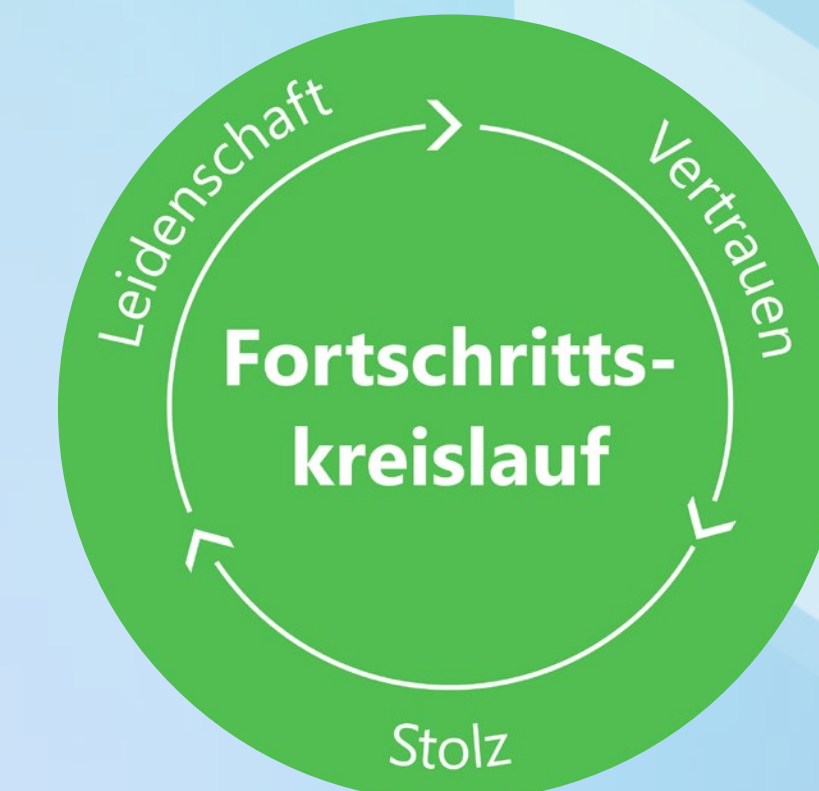 Leidenschaft
Vertrauen
Fortschritts-
kreislauf
Stolz